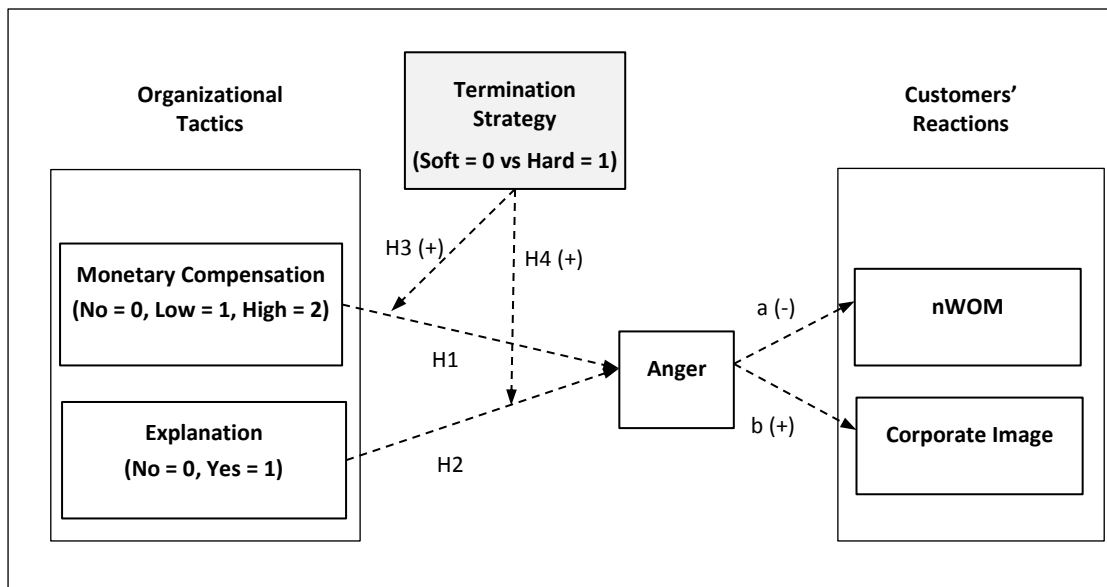 Organizational
Tactics
Termination
Strategy
(Soft = 0 vs Hard = 1)
Customers’
Reactions
Monetary Compensation
(No = 0, Low = 1, High = 2)
H3 (+)
H4 (+)
H1
Explanation
(No = 0, Yes = 1)
H2
Anger
a (-)
b (+)
nWOM
Corporate Image